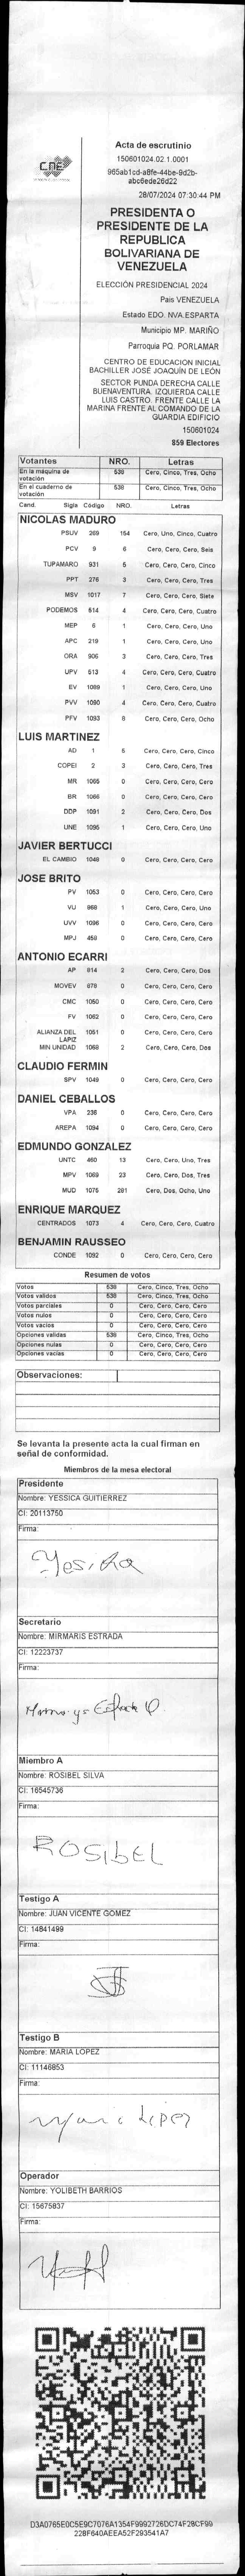 CNE
Acta de escrutinio
150601024.02.1.0001
965ab1cd-a8fe-44be-9d2b-
abc6ede26d22
28/07/2024 07:30:44 PM
PRESIDENTA O
PRESIDENTE DE LA
REPUBLICA
BOLIVARIANA DE
VENEZUELA
ELECCIÓN PRESIDENCIAL 2024
Pais VENEZUELA
Estado EDO. NVA.ESPARTA
Municipio MP. MARIÑO
Parroquia PQ. PORLAMAR
CENTRO DE EDUCACION INICIAL
BACHILLER JOSÉ JOAQUÍN DE LEÓN
SECTOR PUNDA DERECHA CALLE
BUENAVENTURA. IZQUIERDA CALLE
LUIS CASTRO. FRENTE CALLE LA
MARINA FRENTE AL COMANDO DE LA
GUARDIA EDIFICIO
150601024
859 Electores
Votantes NRO. Letras
En la máquina de votación 538 Cero, Cinco, Tres, Ocho
En el cuaderno de votación 538 Cero, Cinco, Tres, Ocho
Cand. Sigla Código NRO. Letras
NICOLAS MADURO
PSUV 269 154 Cero, Uno, Cinco, Cuatro
PCV 9 6 Cero, Cero, Cero, Seis
TUPAMARO 931 5 Cero, Cero, Cero, Cinco
PPT 276 3 Cero, Cero, Cero, Tres
MSV 1017 7 Cero, Cero, Cero, Siete
PODEMOS 514 4 Cero, Cero, Cero, Cuatro
MEP 6 1 Cero, Cero, Cero, Uno
APC 219 1 Cero, Cero, Cero, Uno
ORA 906 3 Cero, Cero, Cero, Tres
UPV 513 4 Cero, Cero, Cero, Cuatro
EV 1089 1 Cero, Cero, Cero, Uno
PVV 1090 4 Cero, Cero, Cero, Cuatro
PFV 1093 8 Cero, Cero, Cero, Ocho
LUIS MARTINEZ
AD 1 5 Cero, Cero, Cero, Cinco
COPEI 2 3 Cero, Cero, Cero, Tres
MR 1065 0 Cero, Cero, Cero, Cero
BR 1066 0 Cero, Cero, Cero, Cero
DDP 1091 2 Cero, Cero, Cero, Dos
UNE 1095 1 Cero, Cero, Cero, Uno
JAVIER BERTUCCI
EL CAMBIO 1048 0 Cero, Cero, Cero, Cero
JOSE BRITO
PV 1053 0 Cero, Cero, Cero, Cero
VU 968 1 Cero, Cero, Cero, Uno
UVV 1096 0 Cero, Cero, Cero, Cero
MPJ 458 0 Cero, Cero, Cero, Cero
ANTONIO ECARRI
AP 814 2 Cero, Cero, Cero, Dos
MOVEV 879 0 Cero, Cero, Cero, Cero
CMC 1050 0 Cero, Cero, Cero, Cero
FV 1062 0 Cero, Cero, Cero, Cero
ALIANZA DEL LAPIZ 1051 0 Cero, Cero, Cero, Cero
MIN UNIDAD 1068 2 Cero, Cero, Cero, Dos
CLAUDIO FERMIN
SPV 1049 0 Cero, Cero, Cero, Cero
DANIEL CEBALLOS
VPA 236 0 Cero, Cero, Cero, Cero
AREPA 1094 0 Cero, Cero, Cero, Cero
EDMUNDO GONZALEZ
UNTC 460 13 Cero, Cero, Uno, Tres
MPV 1069 23 Cero, Cero, Dos, Tres
MUD 1075 281 Cero, Dos, Ocho, Uno
ENRIQUE MARQUEZ
CENTRADOS 1073 4 Cero, Cero, Cero, Cuatro
BENJAMIN RAUSSEO
CONDE 1092 0 Cero, Cero, Cero, Cero
Resumen de votos
Votos 538 Cero, Cinco, Tres, Ocho
Votos validos 538 Cero, Cinco, Tres, Ocho
Votos parciales 0 Cero, Cero, Cero, Cero
Votos nulos 0 Cero, Cero, Cero, Cero
Votos vacios 0 Cero, Cero, Cero, Cero
Opciones validas 538 Cero, Cinco, Tres, Ocho
Opciones nulas 0 Cero, Cero, Cero, Cero
Opciones vacias 0 Cero, Cero, Cero, Cero
Observaciones:
Se levanta la presente acta la cual firman en
señal de conformidad.
Miembros de la mesa electoral
Presidente
Nombre: YESSICA GUITIERREZ
CI: 20113750
Firma:
Secretario
Nombre: MIRMARIS ESTRADA
CI: 12223737
Firma:
Miembro A
Nombre: ROSIBEL SILVA
CI: 16545736
Firma:
ROSIBEL
Testigo A
Nombre: JUAN VICENTE GOMEZ
CI: 14841499
Firma:
Testigo B
Nombre: MARIA LOPEZ
CI: 11146853
Firma:
Maria Lopez
Operador
Nombre: YOLIBETH BARRIOS
CI: 15675837
Firma:
D3A0765E0C5E9C7076A1354F9992726DC74F28CF99
228F640AEEA52F293541A7